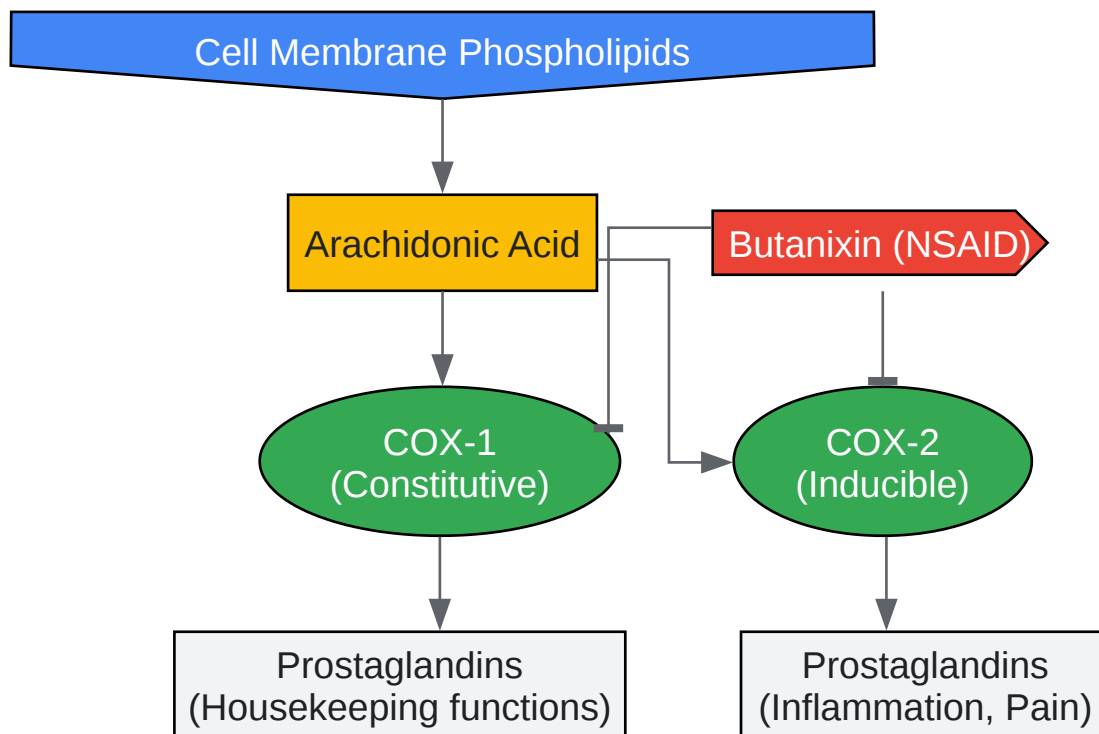 Cell Membrane Phospholipids
Arachidonic Acid
Butanixin (NSAID)
COX-1
(Constitutive)
COX-2
(Inducible)
Prostaglandins
(Housekeeping functions)
Prostaglandins
(Inflammation, Pain)